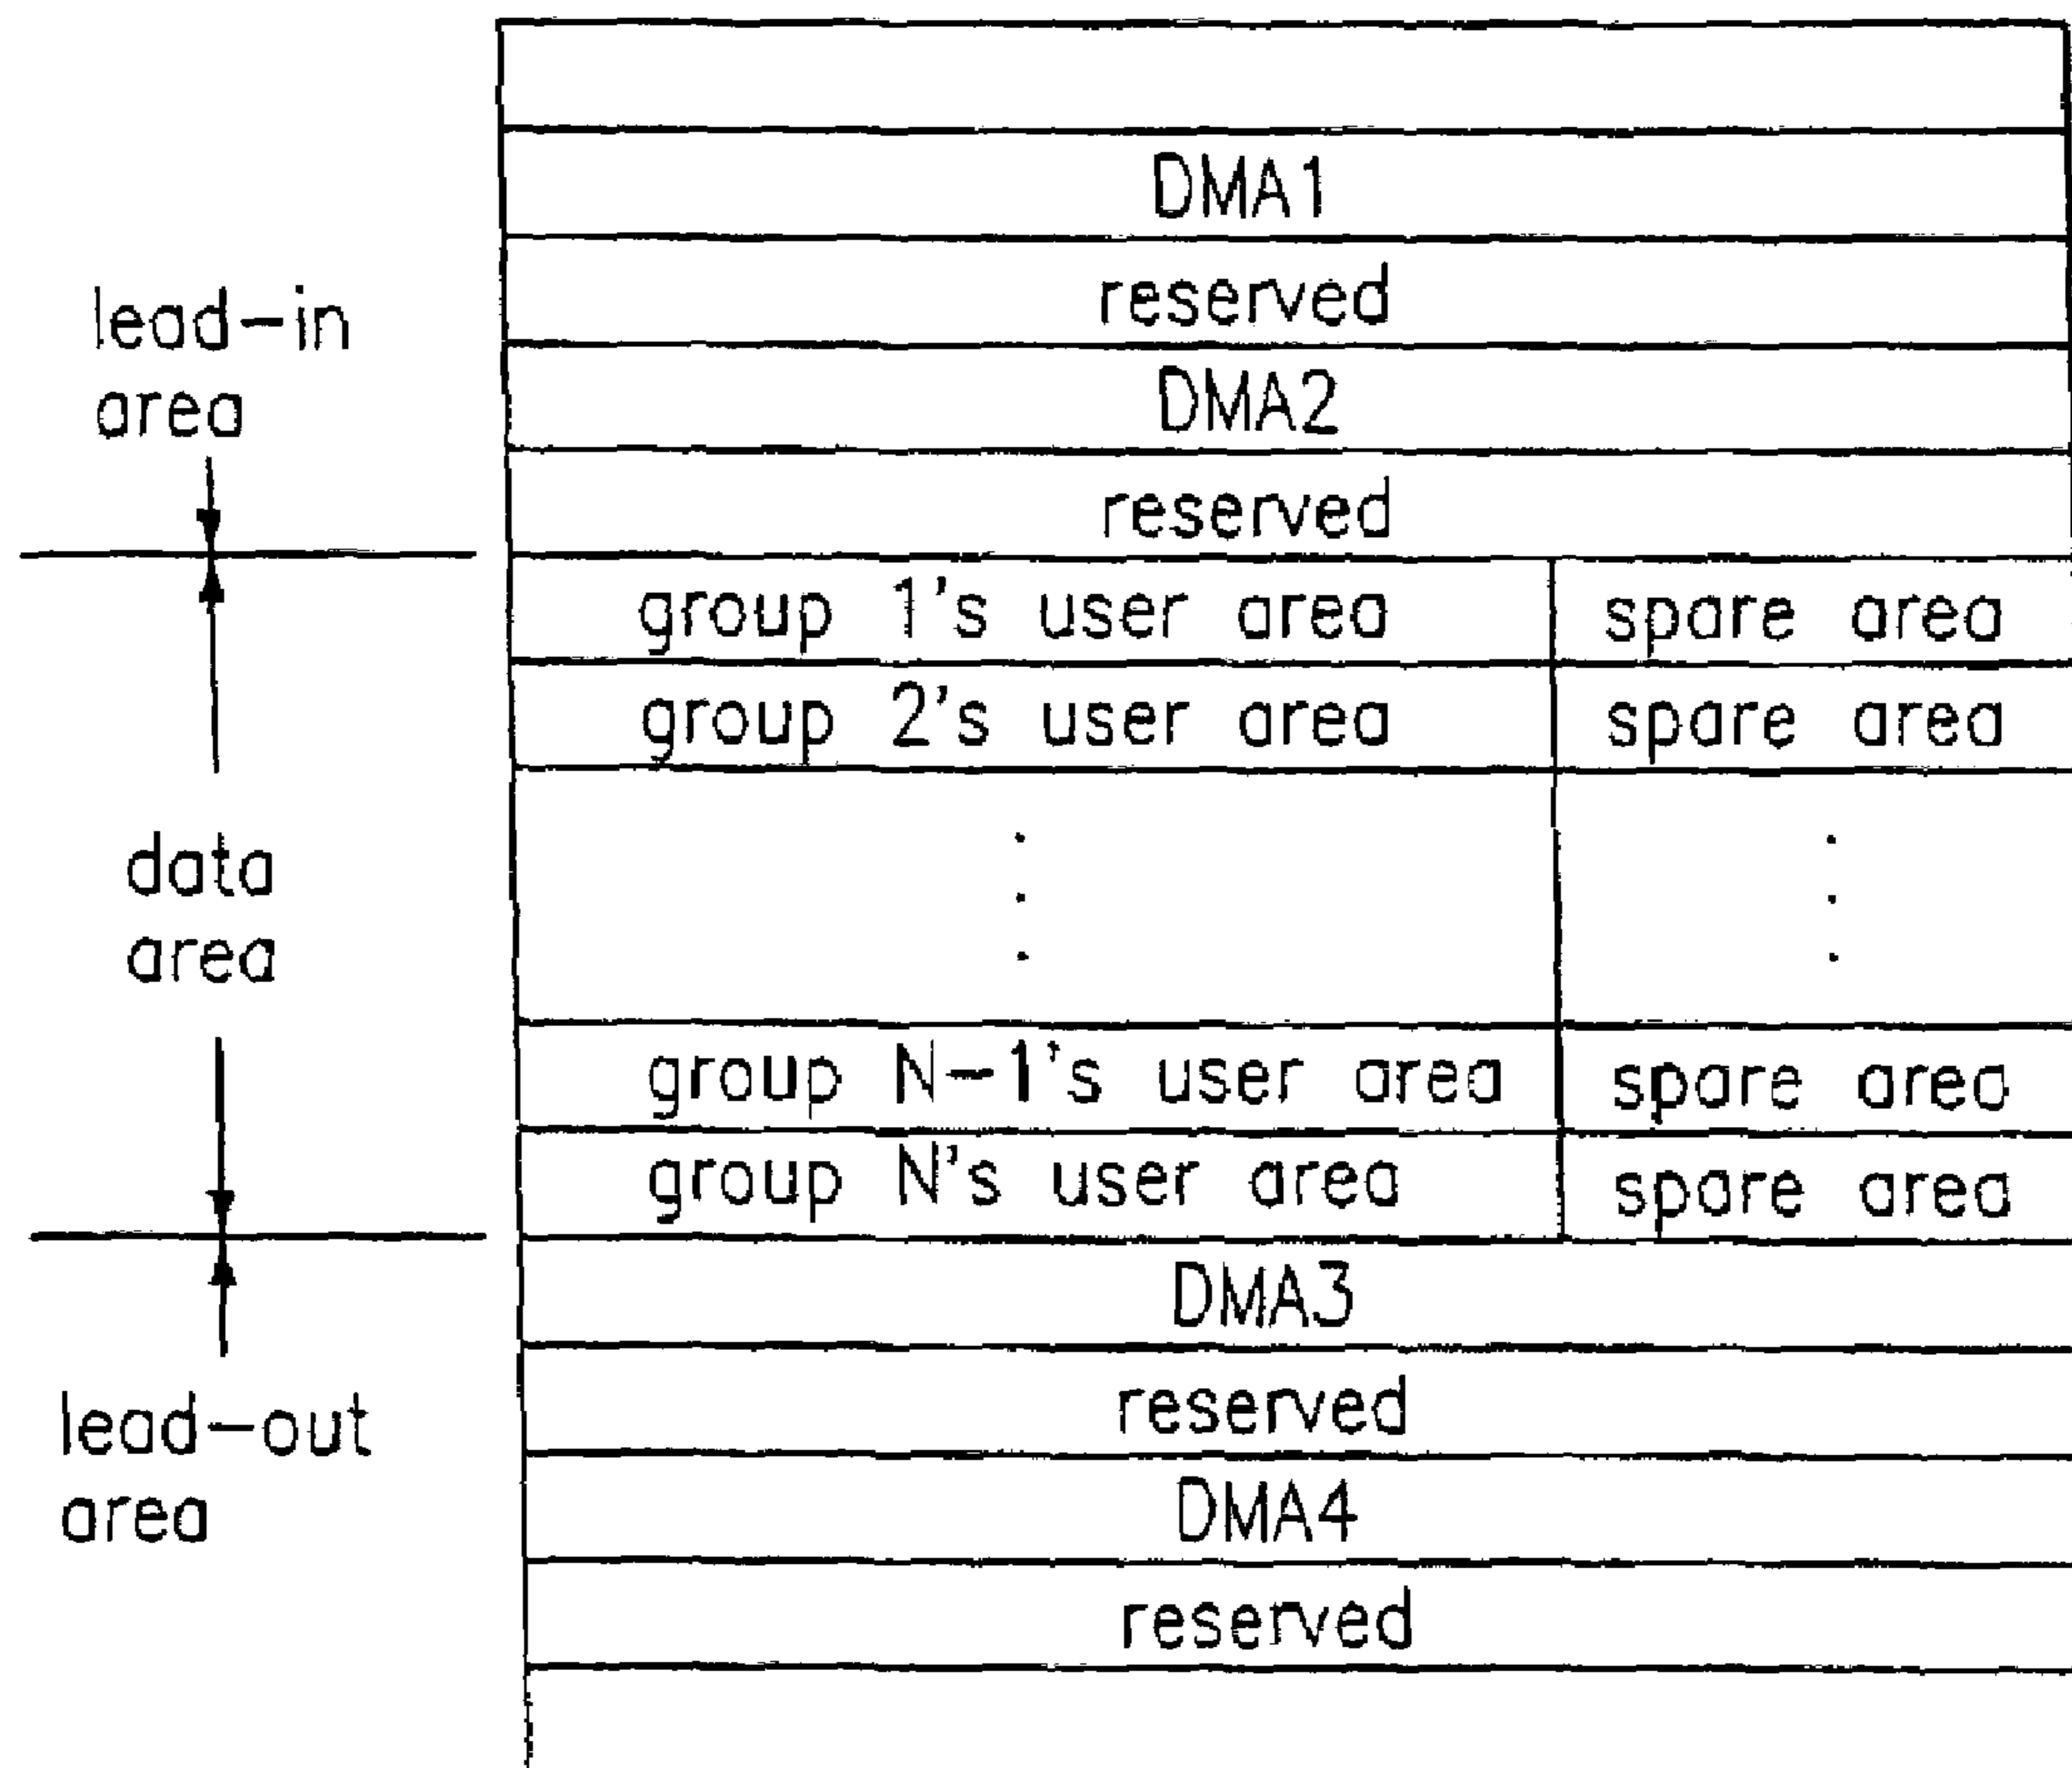 DMA1
reserved
lead-in
area
DMA2
reserved
group 1's user area spare area
group 2's user area spare area
data
area
group N-1's user area spare area
group N's user area spare area
DMA3
reserved
lead-out
area
DMA4
reserved